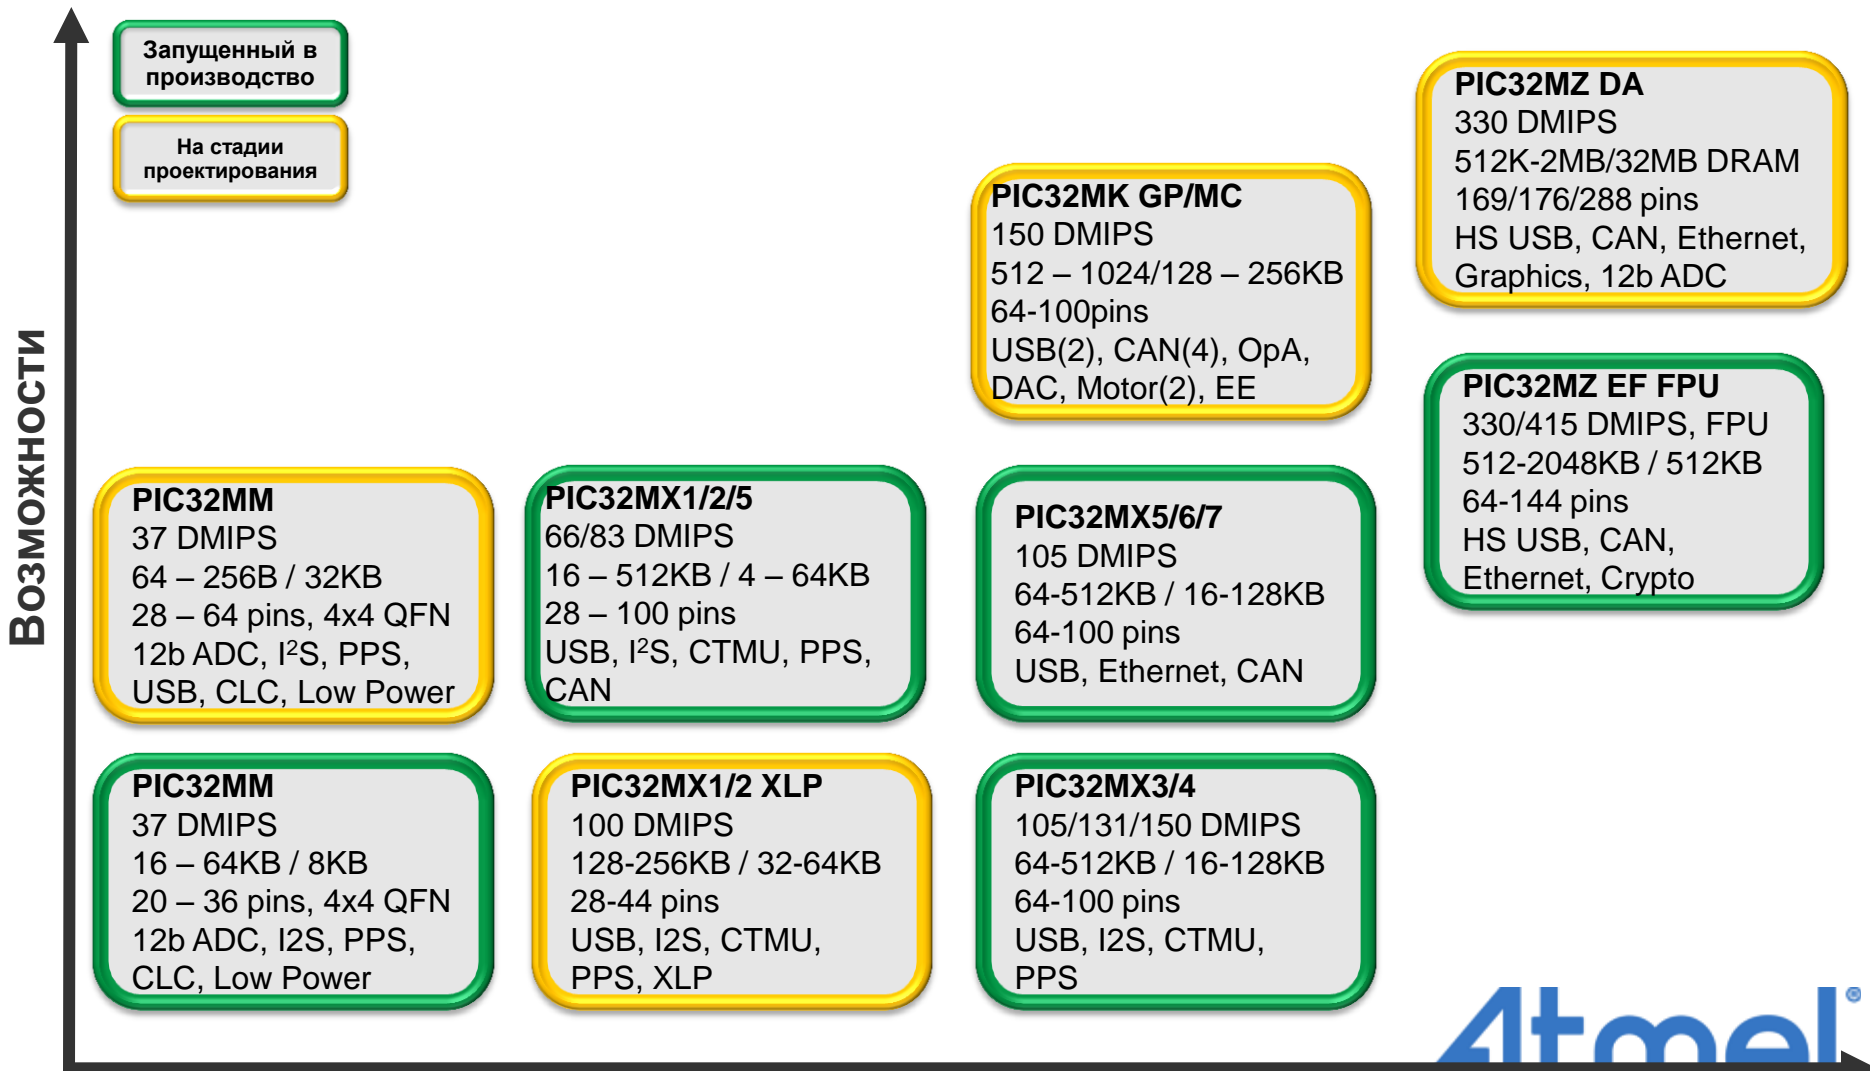 Запущенный в
производство
На стадии
проектирования
Возможности
PIC32MZ DA
330 DMIPS
512K-2MB/32MB DRAM
169/176/288 pins
HS USB, CAN, Ethernet,
Graphics, 12b ADC
PIC32MK GP/MC
150 DMIPS
512 – 1024/128 – 256KB
64-100pins
USB(2), CAN(4), OpA,
DAC, Motor(2), EE
PIC32MZ EF FPU
330/415 DMIPS, FPU
512-2048KB / 512KB
64-144 pins
HS USB, CAN,
Ethernet, Crypto
PIC32MM
37 DMIPS
64 – 256B / 32KB
28 – 64 pins, 4x4 QFN
12b ADC, I²S, PPS,
USB, CLC, Low Power
PIC32MX1/2/5
66/83 DMIPS
16 – 512KB / 4 – 64KB
28 – 100 pins
USB, I²S, CTMU, PPS,
CAN
PIC32MX5/6/7
105 DMIPS
64-512KB / 16-128KB
64-100 pins
USB, Ethernet, CAN
PIC32MM
37 DMIPS
16 – 64KB / 8KB
20 – 36 pins, 4x4 QFN
12b ADC, I2S, PPS,
CLC, Low Power
PIC32MX1/2 XLP
100 DMIPS
128-256KB / 32-64KB
28-44 pins
USB, I2S, CTMU,
PPS, XLP
PIC32MX3/4
105/131/150 DMIPS
64-512KB / 16-128KB
64-100 pins
USB, I2S, CTMU,
PPS
Atmel®